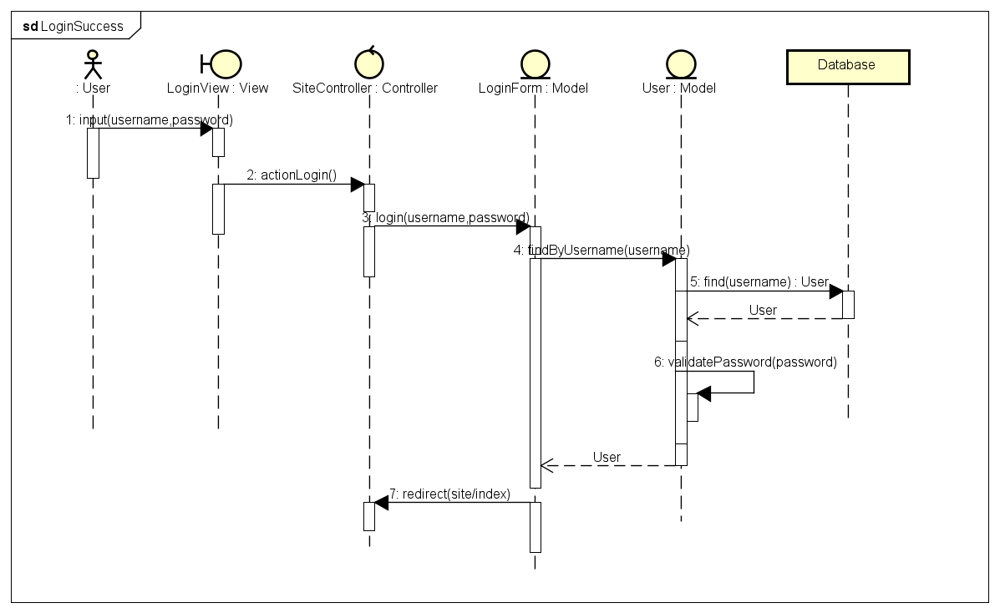 sd LoginSuccess
: User
LoginView : View
SiteController : Controller
LoginForm : Model
User : Model
Database
1: input(username,password)
2: actionLogin()
3: login(username,password)
4: findByUsername(username)
5: find(username) : User
User
6: validatePassword(password)
User
7: redirect(site/index)